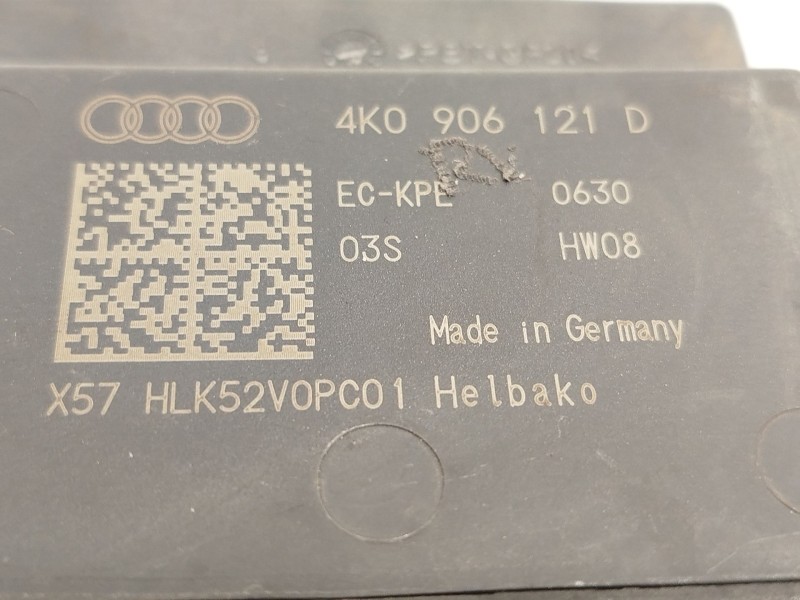 4K0 906 121 D
EC-KPE 0630
03S HW08
Made in Germany
X57 HLK52V0PC01 Helbako